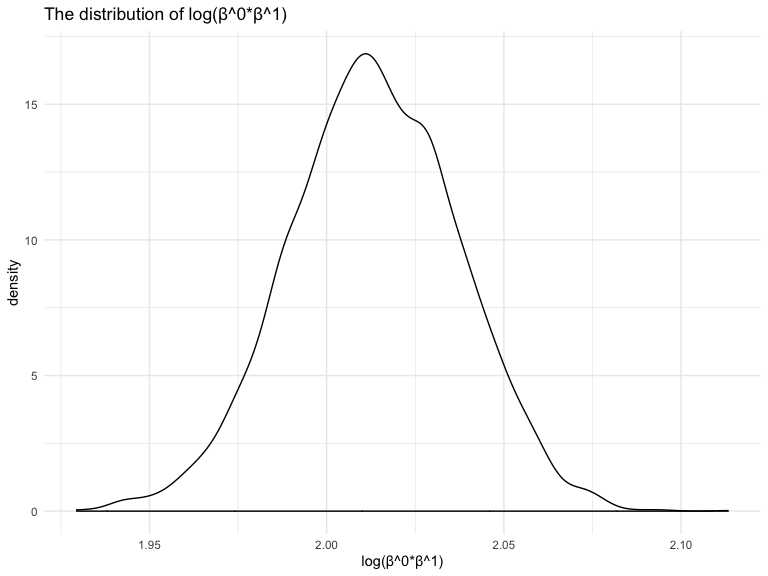 The distribution of log(β^0*β^1)
15
10
5
0
density
1.95
2.00
2.05
2.10
log(β^0*β^1)